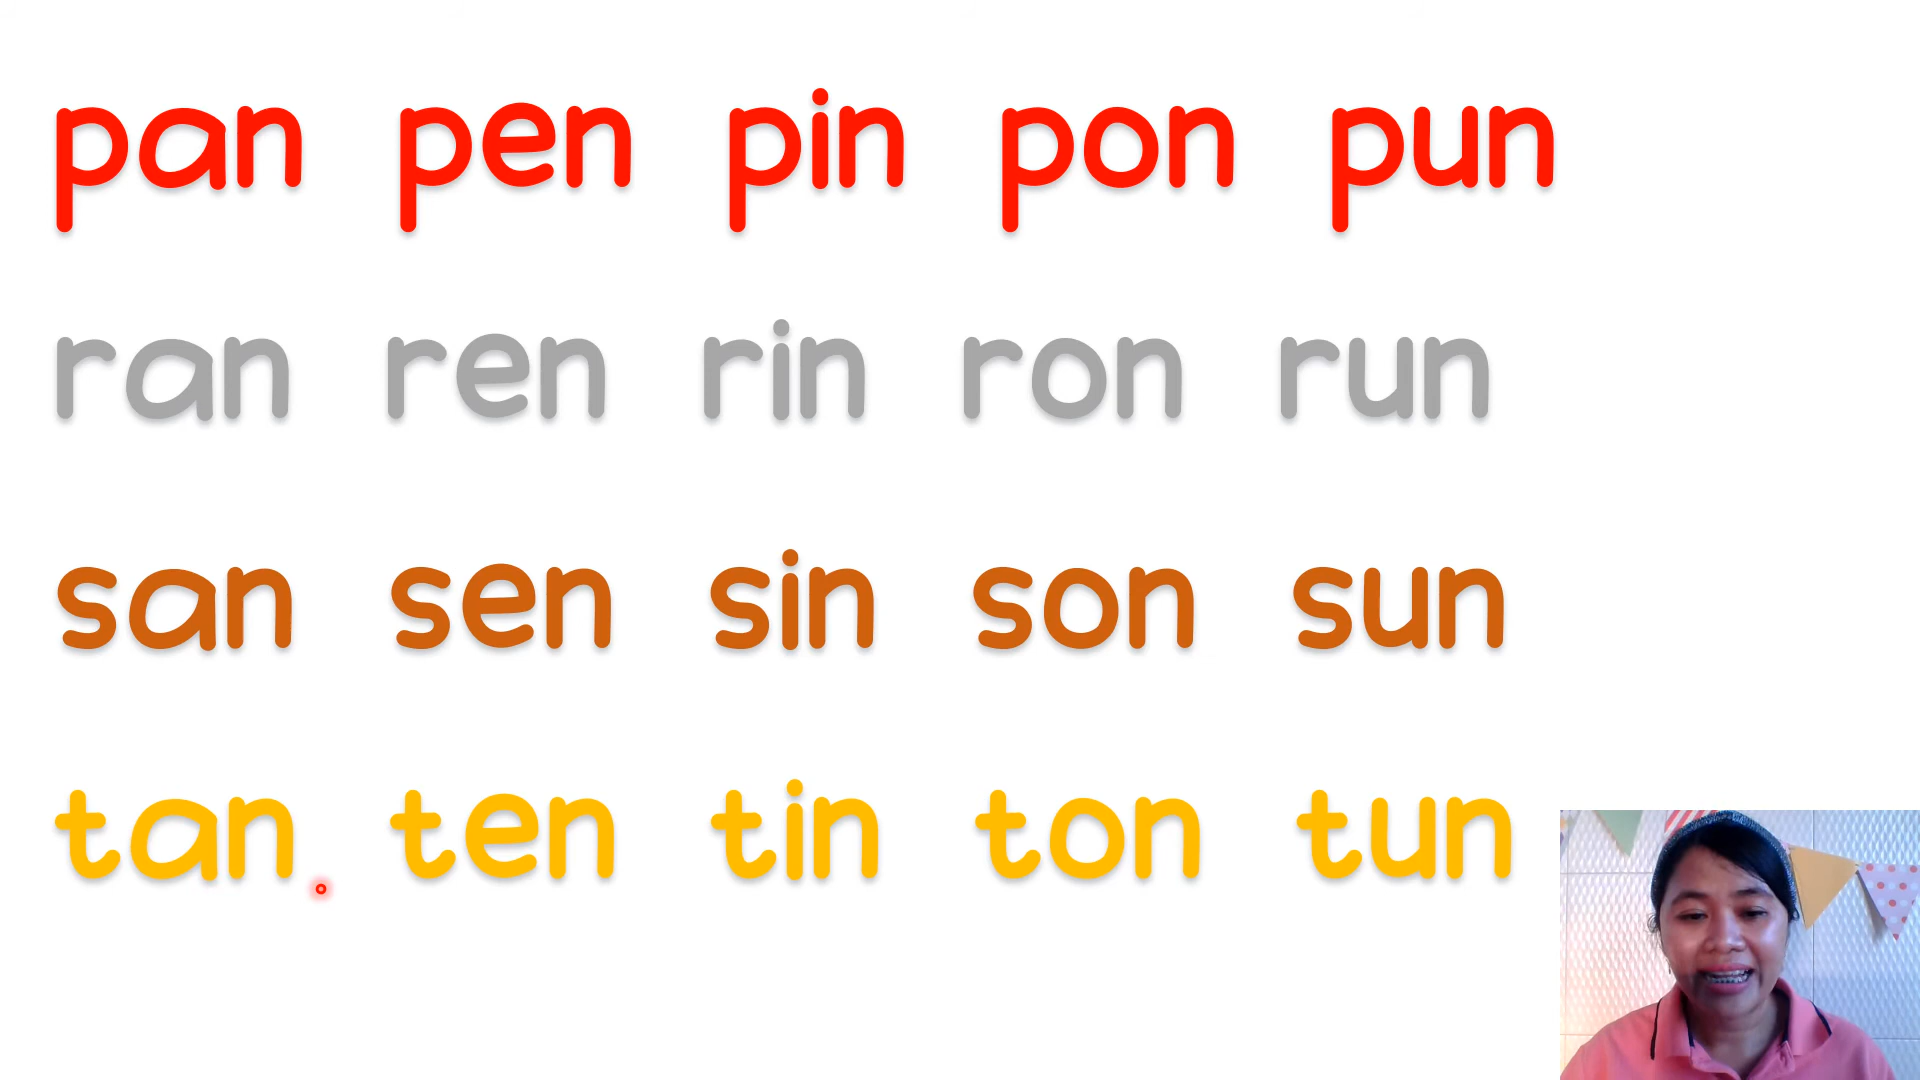 pan pen pin pon pun
ran ren rin ron run
san sen sin son sun
tan ten tin ton tun